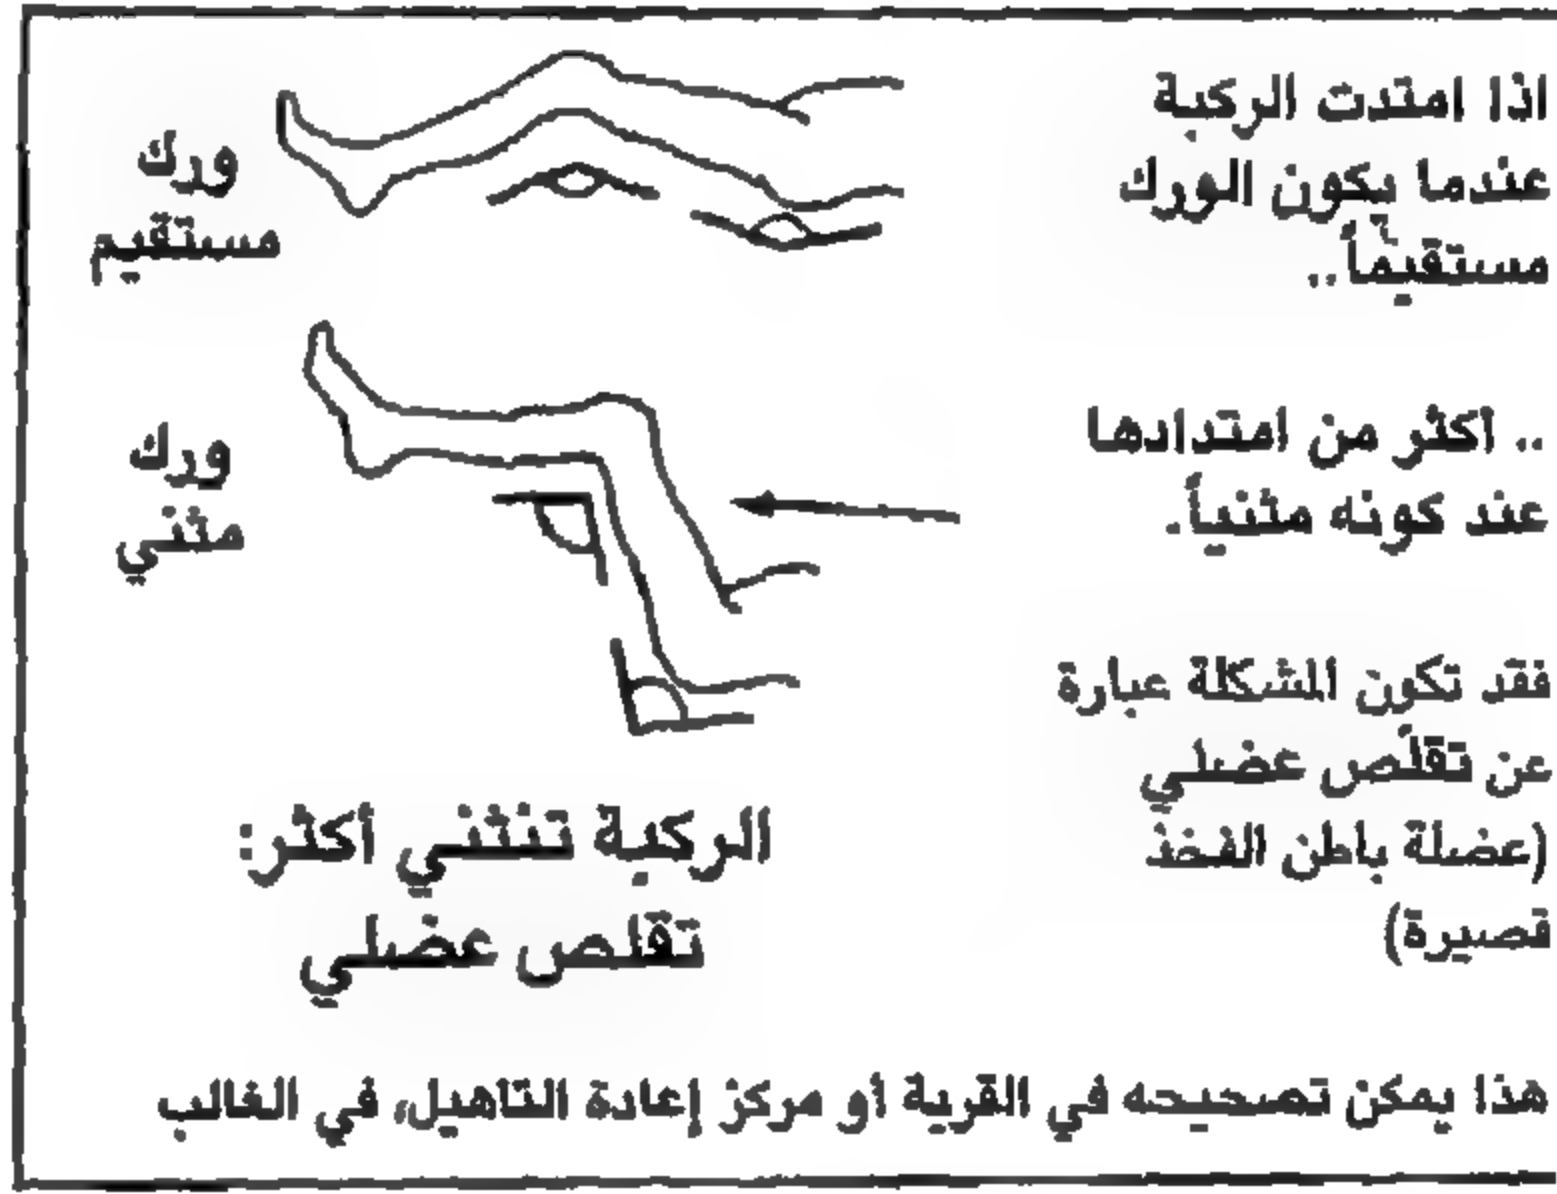 اذا امتدت الركبة
عندما يكون الورك
مستقيماً..
ورك
مستقيم
.. أكثر من امتدادها
عند كونه مثنياً.
ورك
مثني
فقد تكون المشكلة عبارة
عن تقلّص عضلي
(عضلة باطن الفخذ
قصيرة)
الركبة تنثني أكثر:
تقلص عضلي
هذا يمكن تصحيحه في القرية أو مركز إعادة التاهيل، في الغالب